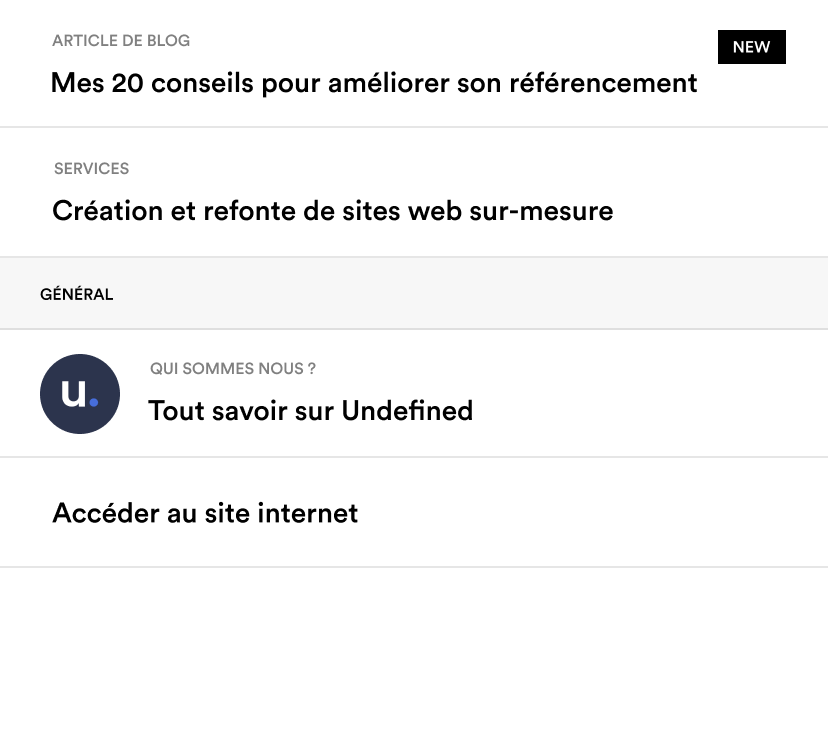 ARTICLE DE BLOG
NEW
Mes 20 conseils pour améliorer son référencement
SERVICES
Création et refonte de sites web sur-mesure
GÉNÉRAL
u.
QUI SOMMES NOUS ?
Tout savoir sur Undefined
Accéder au site internet